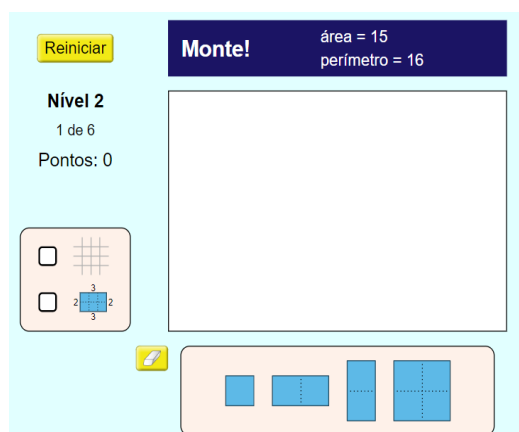 Reiniciar
Monte!
área = 15
perímetro = 16
Nível 2
1 de 6
Pontos: 0
3
2 2
3